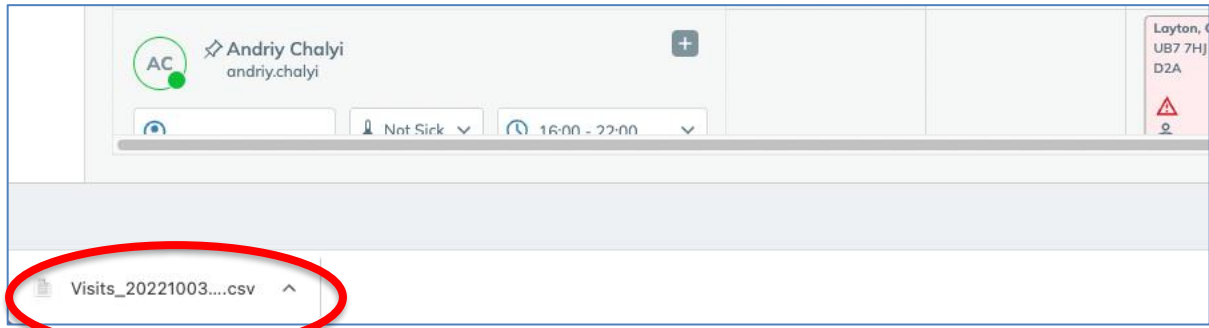 AC
Andriy Chalyi
andriy.chalyi
Not Sick
16:00 - 22:00
Layton,
UB7 7HJ
D2A
Visits_20221003....csv